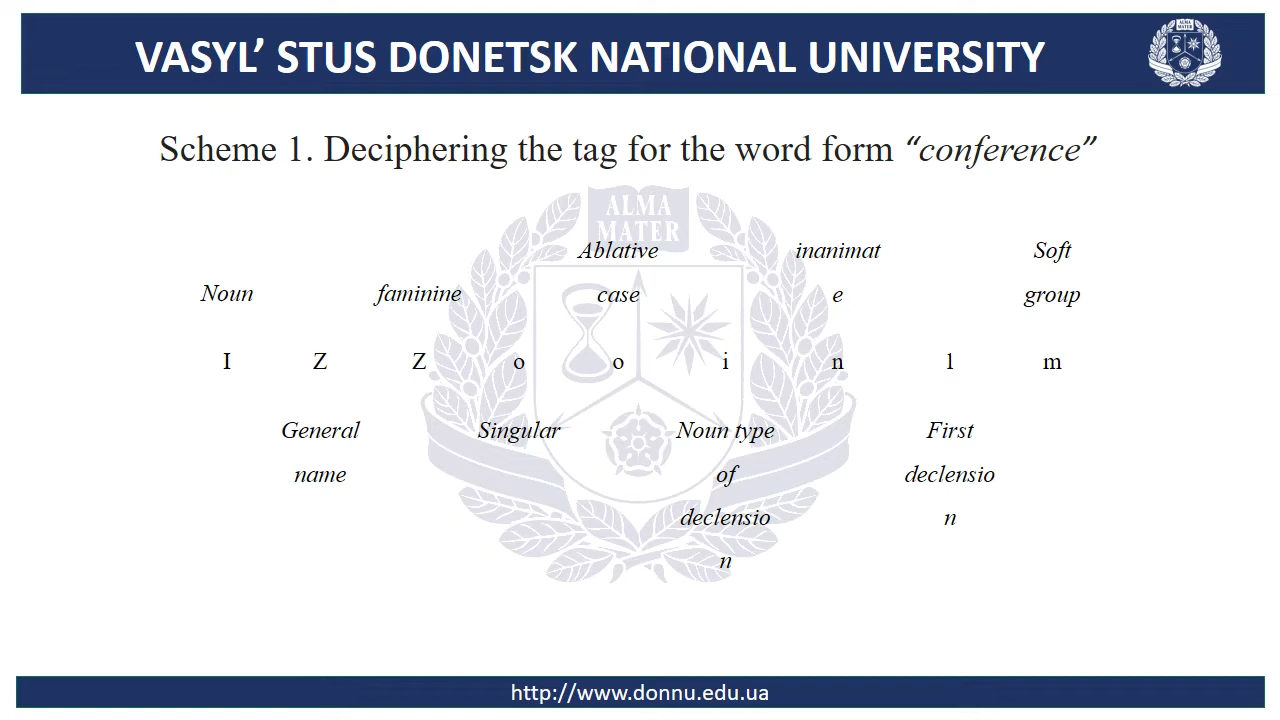 VASYL’ STUS DONETSK NATIONAL UNIVERSITY
ALMA
MATER
Scheme 1. Deciphering the tag for the word form “conference”
ALMA
MATER
Noun
faminine
Ablative
case
inanimat
e
Soft
group
I Z Z o o i n 1 m
General
name
Singular
Noun type
of
declensio
n
First
declensio
n
http://www.donnu.edu.ua